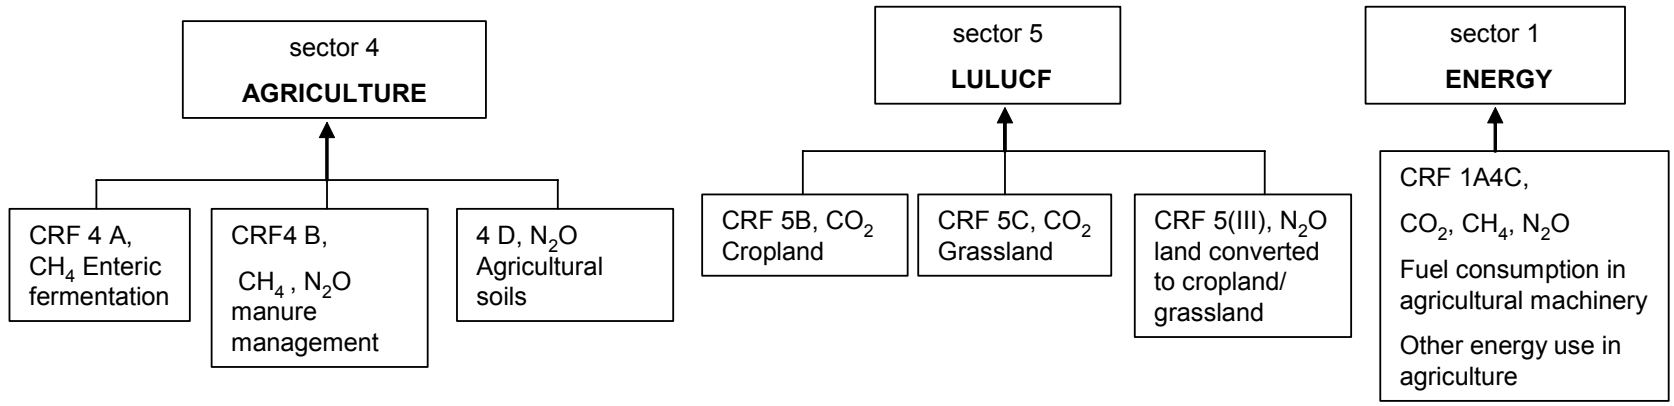 sector 4
AGRICULTURE
CRF 4 A,
CH₄ Enteric
fermentation
CRF4 B,
CH₄ , N₂O
manure
management
4 D, N₂O
Agricultural
soils
sector 5
LULUCF
CRF 5B, CO₂
Cropland
CRF 5C, CO₂
Grassland
CRF 5(III), N₂O
land converted
to cropland/
grassland
sector 1
ENERGY
CRF 1A4C,
CO₂, CH₄, N₂O
Fuel consumption in
agricultural machinery
Other energy use in
agriculture